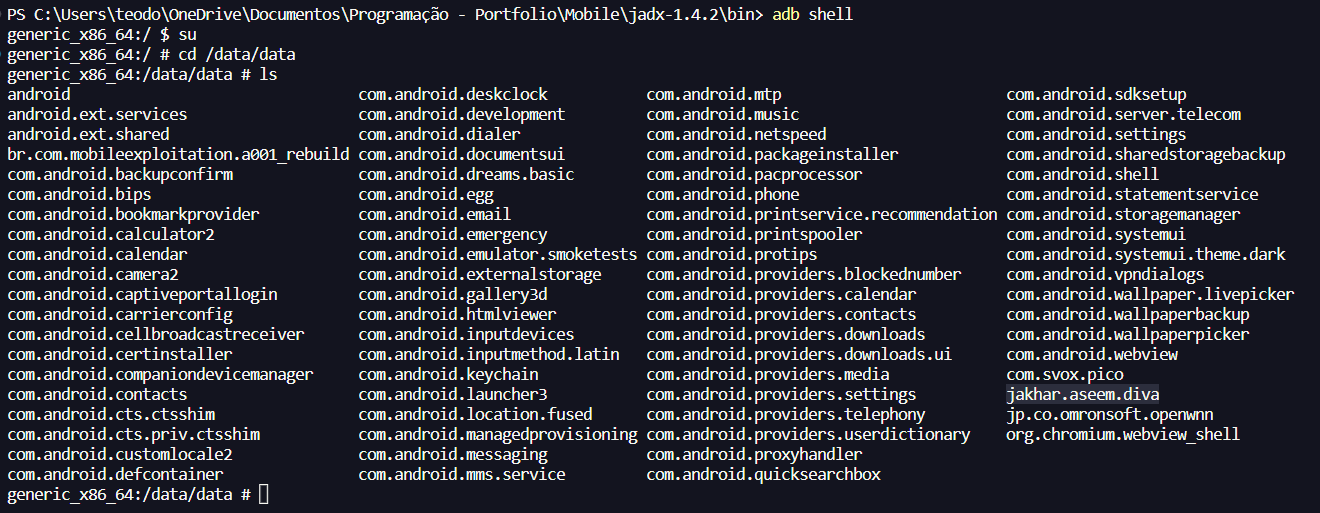 PS C:\Users\teodo\OneDrive\Documentos\Programação - Portfolio\Mobile\jadx-1.4.2\bin> adb shell
generic_x86_64:/ $ su
generic_x86_64:/ # cd /data/data
generic_x86_64:/data/data # ls
android com.android.deskclock com.android.mtp com.android.sdksetup
android.ext.services com.android.development com.android.music com.android.server.telecom
android.ext.shared com.android.dialer com.android.netspeed com.android.settings
br.com.mobileexploitation.a001_rebuild com.android.documentsui com.android.packageinstaller com.android.sharedstoragebackup
com.android.backupconfirm com.android.dreams.basic com.android.pacprocessor com.android.shell
com.android.bips com.android.egg com.android.phone com.android.statementservice
com.android.bookmarkprovider com.android.email com.android.printservice.recommendation com.android.storagemanager
com.android.calculator2 com.android.emergency com.android.printspooler com.android.systemui
com.android.calendar com.android.emulator.smoketests com.android.protips com.android.systemui.theme.dark
com.android.camera2 com.android.externalstorage com.android.providers.blockednumber com.android.vpndialogs
com.android.captiveportallogin com.android.gallery3d com.android.providers.calendar com.android.wallpaper.livepicker
com.android.carrierconfig com.android.htmlviewer com.android.providers.contacts com.android.wallpaperbackup
com.android.cellbroadcastreceiver com.android.inputdevices com.android.providers.downloads com.android.wallpaperpicker
com.android.certinstaller com.android.inputmethod.latin com.android.providers.downloads.ui com.android.webview
com.android.companiondevicemanager com.android.keychain com.android.providers.media com.svox.pico
com.android.contacts com.android.launcher3 com.android.providers.settings jakhar.aseem.diva
com.android.cts.ctsshim com.android.location.fused com.android.providers.telephony jp.co.omronsoft.openwnn
com.android.cts.priv.ctsshim com.android.managedprovisioning com.android.providers.userdictionary org.chromium.webview_shell
com.android.customlocale2 com.android.messaging com.android.proxyhandler
com.android.defcontainer com.android.mms.service com.android.quicksearchbox
generic_x86_64:/data/data #